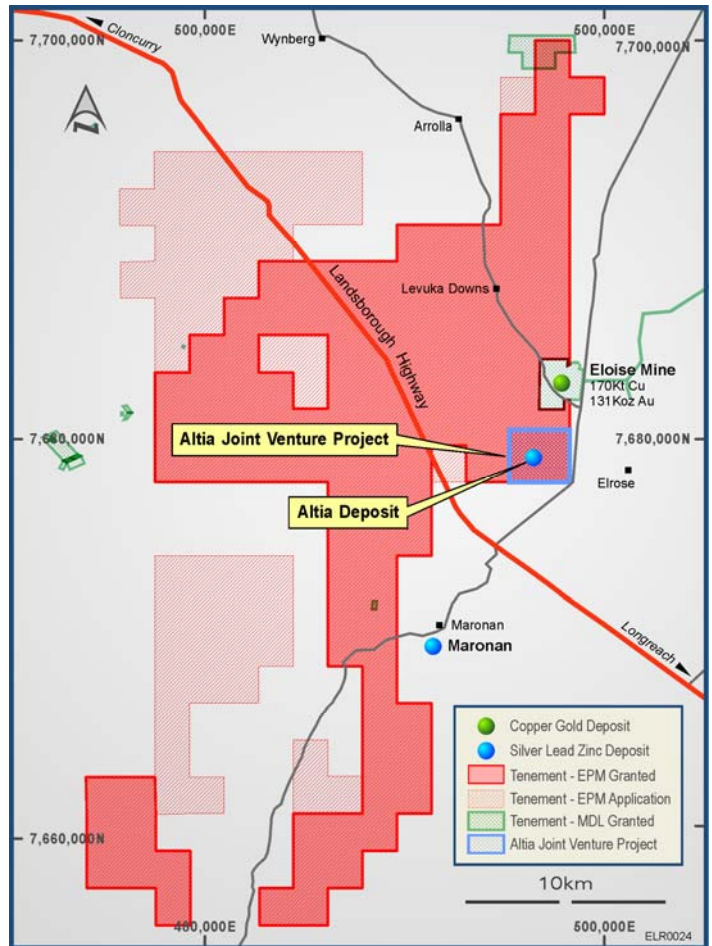 7,700,000N
Cloncurry
500,000E
Wynberg
500,000E
7,700,000N
N
Arrolla
Levuka Downs
Landsborough Highway
Eloise Mine
170Kt Cu
131Koz Au
7,680,000N
Altia Joint Venture Project
7,680,000N
Elrose
Altia Deposit
Maronan
Maronan
Longreach
Copper Gold Deposit
Silver Lead Zinc Deposit
Tenement - EPM Granted
Tenement - EPM Application
Tenement - MDL Granted
Altia Joint Venture Project
7,660,000N
10km
480,000E
500,000E
ELR0024